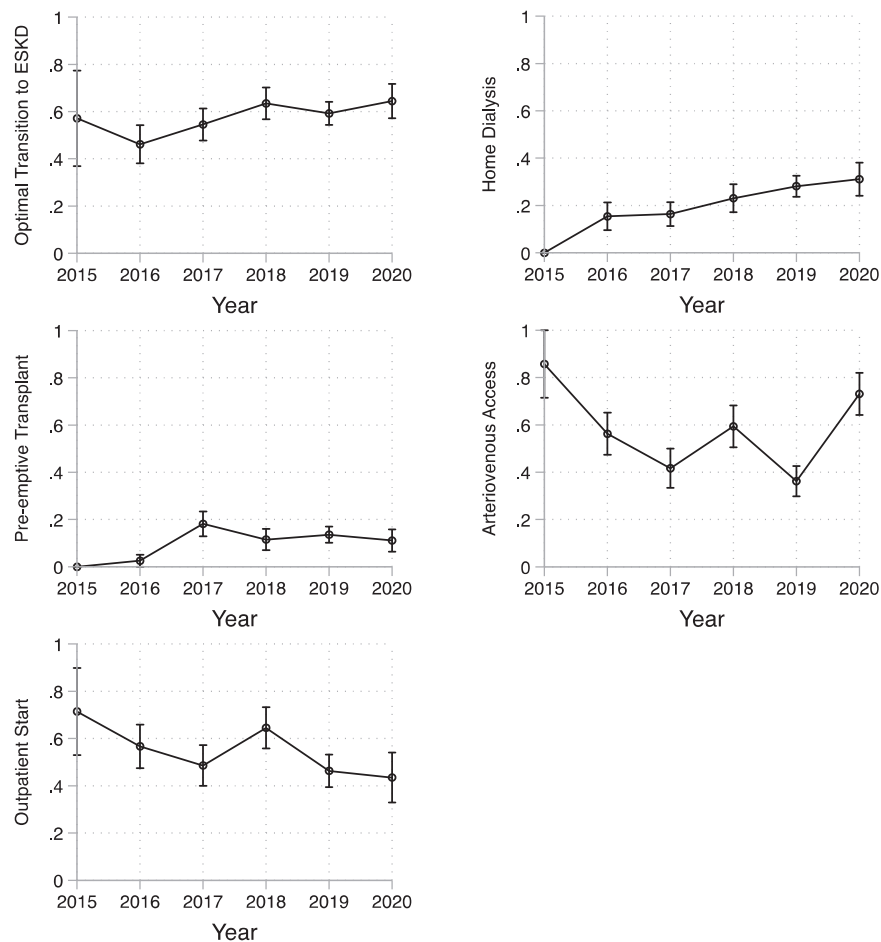 Optimal Transition to ESKD
1
.8
.6
.4
.2
0
2015 2016 2017 2018 2019 2020
Year
Home Dialysis
1
.8
.6
.4
.2
0
2015 2016 2017 2018 2019 2020
Year
Pre-emptive Transplant
1
.8
.6
.4
.2
0
2015 2016 2017 2018 2019 2020
Year
Arteriovenous Access
1
.8
.6
.4
.2
0
2015 2016 2017 2018 2019 2020
Year
Outpatient Start
1
.8
.6
.4
.2
0
2015 2016 2017 2018 2019 2020
Year